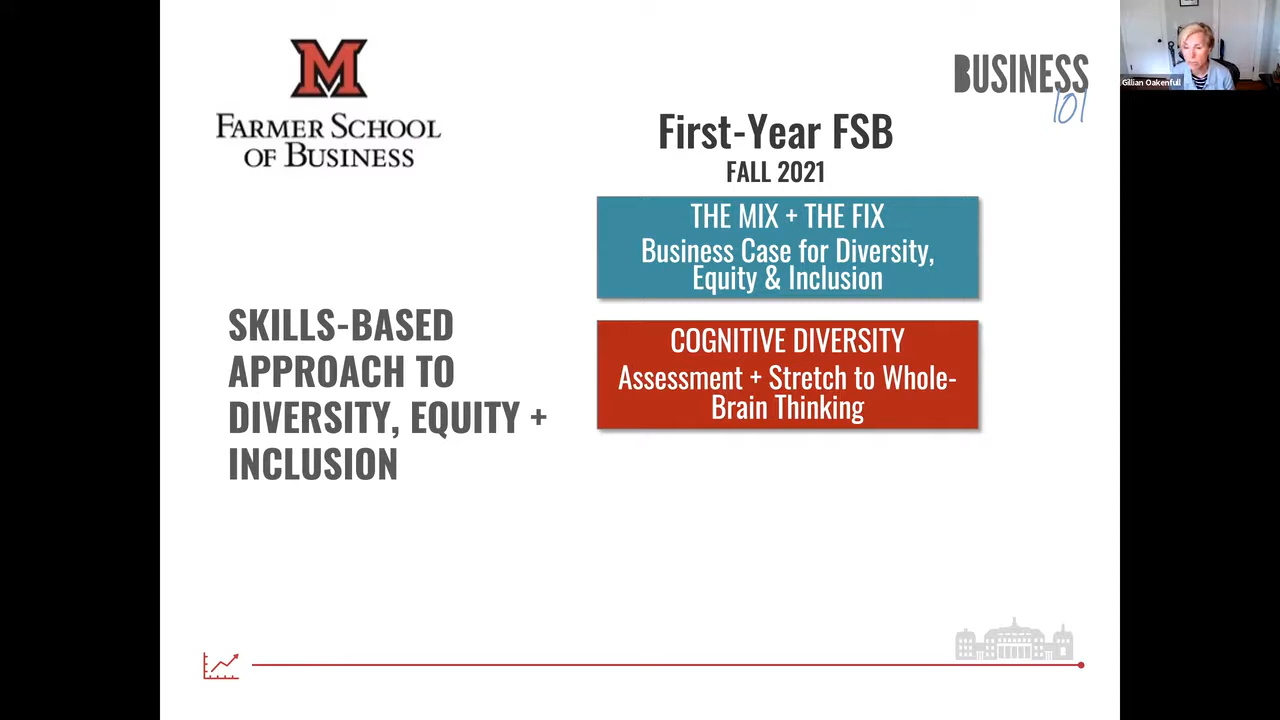 M
FARMER SCHOOL
OF BUSINESS
BUSINESS
101
Gillian Oakenfull
First-Year FSB
FALL 2021
THE MIX + THE FIX
Business Case for Diversity,
Equity & Inclusion
COGNITIVE DIVERSITY
Assessment + Stretch to Whole-
Brain Thinking
SKILLS-BASED
APPROACH TO
DIVERSITY, EQUITY +
INCLUSION